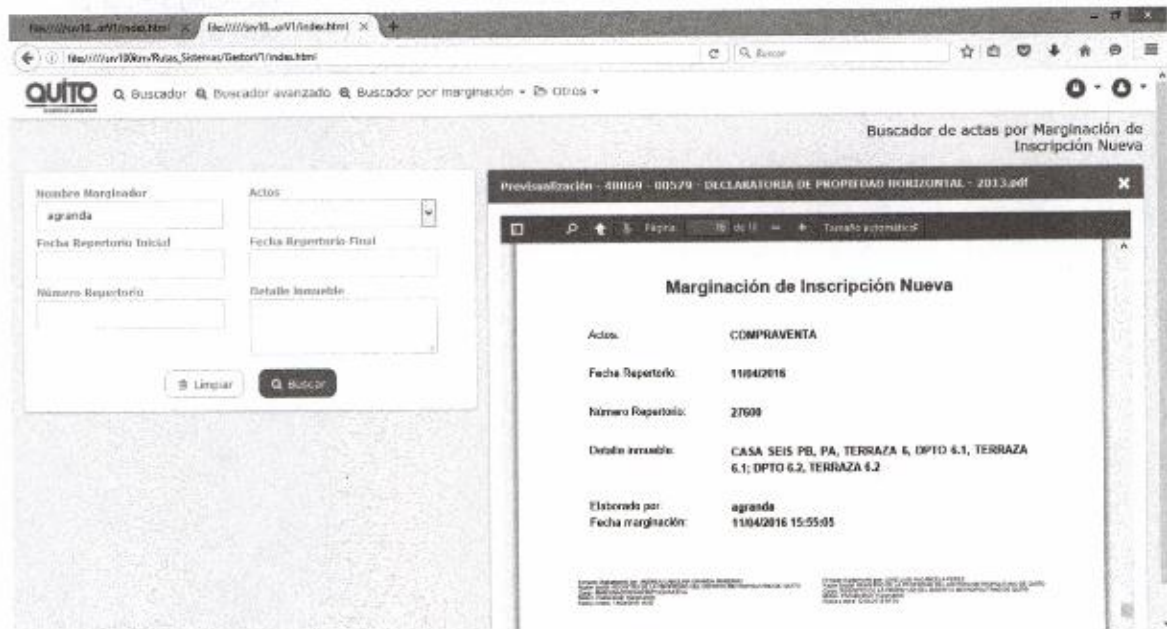 QUITO
Buscador Buscador avanzado Buscador por marginación Otros
Buscador de actas por Marginación de
Inscripción Nueva
Nombre Marginador
Actos
agranda
Fecha Repertorio Inicial
Fecha Repertorio Final
Número Repertorio
Detalle Inmueble
Limpiar
Buscar
Previsualización - 48069 - 00529 - DECLARATORIA DE PROPIEDAD HORIZONTAL - 2013.pdf
Página
Tamaño automático
Marginación de Inscripción Nueva
Actos: COMPRAVENTA
Fecha Repertorio: 11/04/2016
Número Repertorio: 27600
Detalle inmueble: CASA SEIS PB, PA, TERRAZA 6, DPTO 6.1, TERRAZA
6.1; DPTO 6.2, TERRAZA 6.2
Elaborado por: agranda
Fecha marginación: 11/04/2016 15:55:05